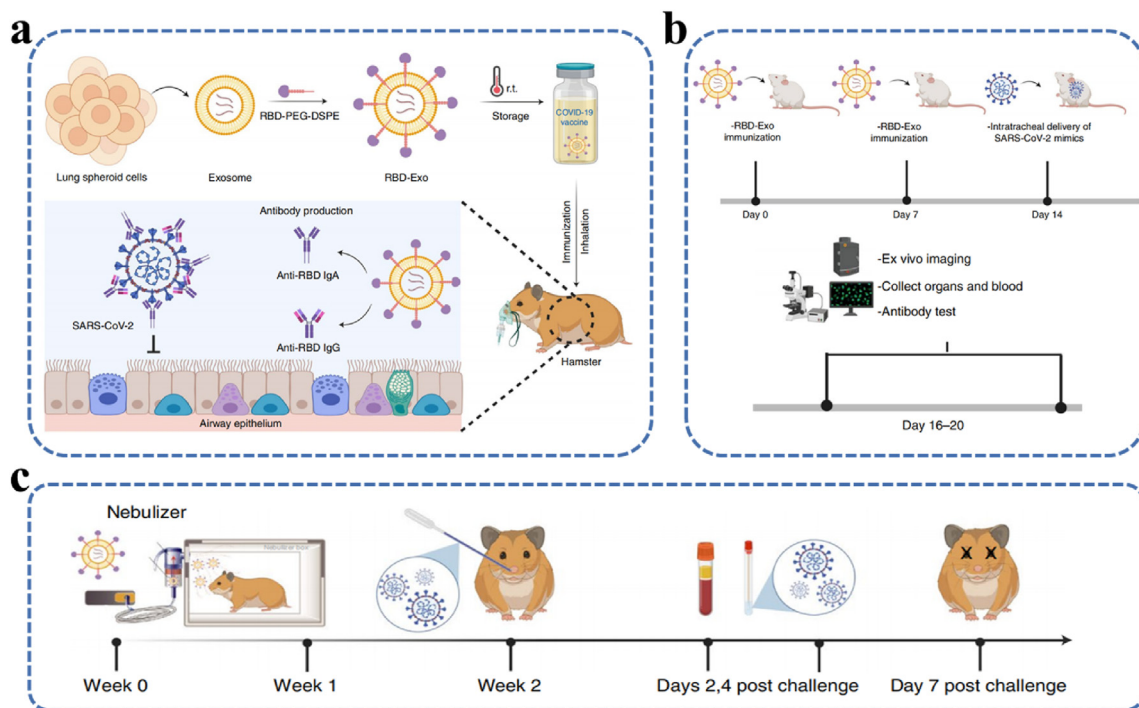 a
RBD-PEG-DSPE
r.t.
Storage
COVID-19
vaccine
Lung spheroid cells
Exosome
RBD-Exo
Immunization
Inhalation
Antibody production
Anti-RBD IgA
SARS-CoV-2
Anti-RBD IgG
Hamster
Airway epithelium
b
-RBD-Exo
immunization
-RBD-Exo
immunization
-Intratracheal delivery of
SARS-CoV-2 mimics
Day 0
Day 7
Day 14
-Ex vivo imaging
-Collect organs and blood
-Antibody test
Day 16–20
c
Nebulizer
Nebulizer box
Week 0
Week 1
Week 2
Days 2,4 post challenge
Day 7 post challenge